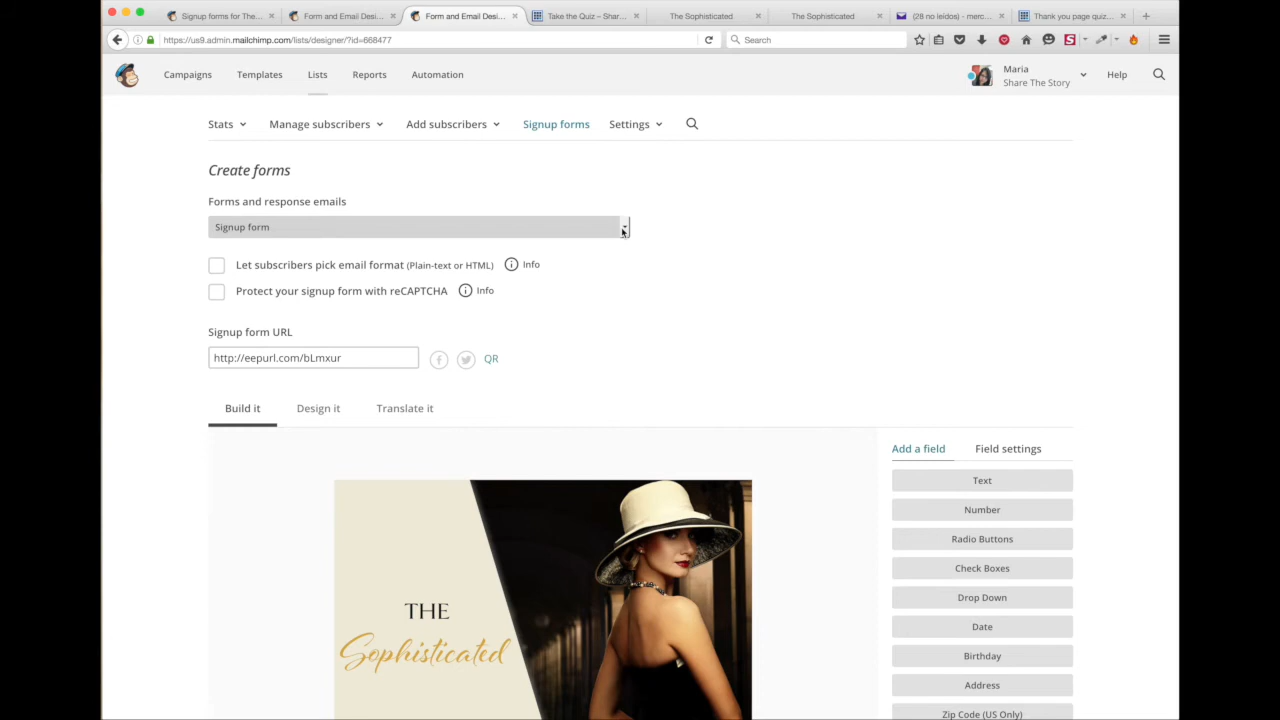 Signup forms for The...
Form and Email Desi...
Form and Email Desi...
Take the Quiz – Shar...
The Sophisticated
The Sophisticated
(28 no leídos) - merc...
Thank you page quiz...
https://us9.admin.mailchimp.com/lists/designer/?id=668477
Search
Campaigns
Templates
Lists
Reports
Automation
Maria
Share The Story
Help
Stats
Manage subscribers
Add subscribers
Signup forms
Settings
Create forms
Forms and response emails
Signup form
Let subscribers pick email format (Plain-text or HTML)
Info
Protect your signup form with reCAPTCHA
Info
Signup form URL
http://eepurl.com/bLmxur
QR
Build it
Design it
Translate it
Add a field
Field settings
Text
Number
Radio Buttons
Check Boxes
Drop Down
Date
Birthday
Address
Zip Code (US Only)
THE
Sophisticated